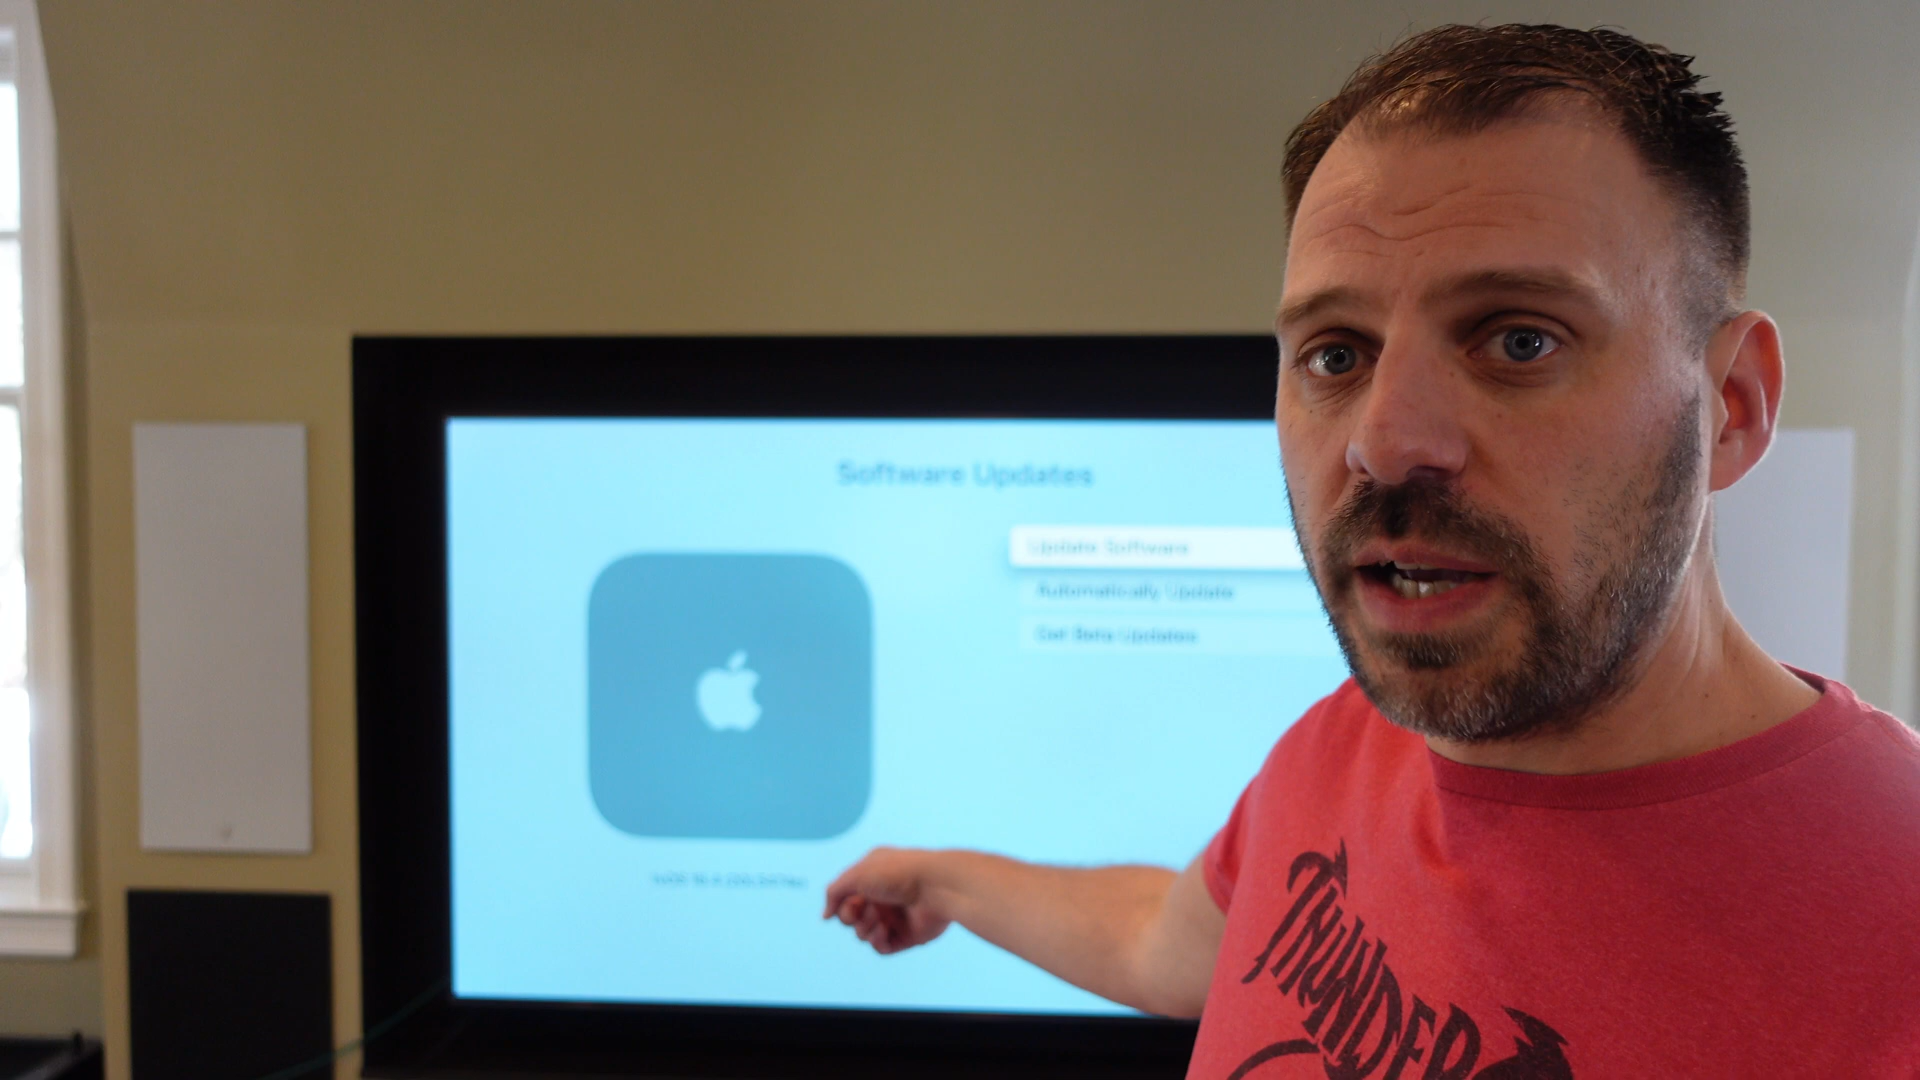 Software Updates
Update Software
Automatically Update
Get Beta Updates
THUNDER